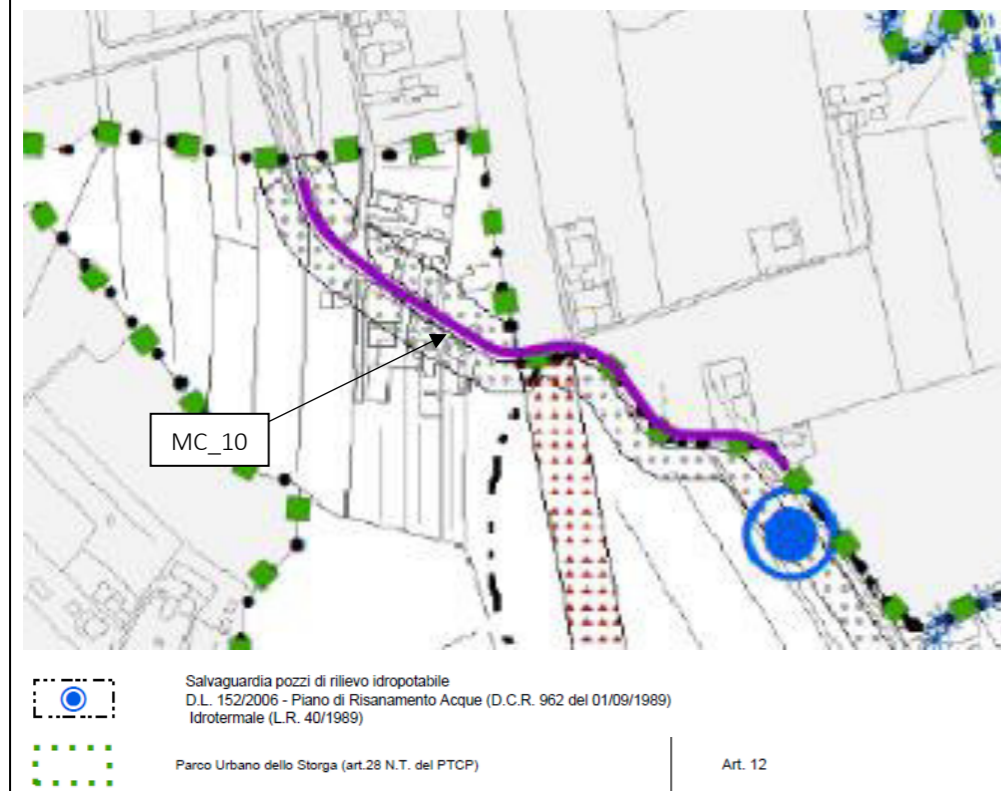 MC_10
Salvaguardia pozzi di rilievo idropotabile
D.L. 152/2006 - Piano di Risanamento Acque (D.C.R. 962 del 01/09/1989)
Idrotermale (L.R. 40/1989)
Parco Urbano dello Storga (art.28 N.T. del PTCP)
Art. 12